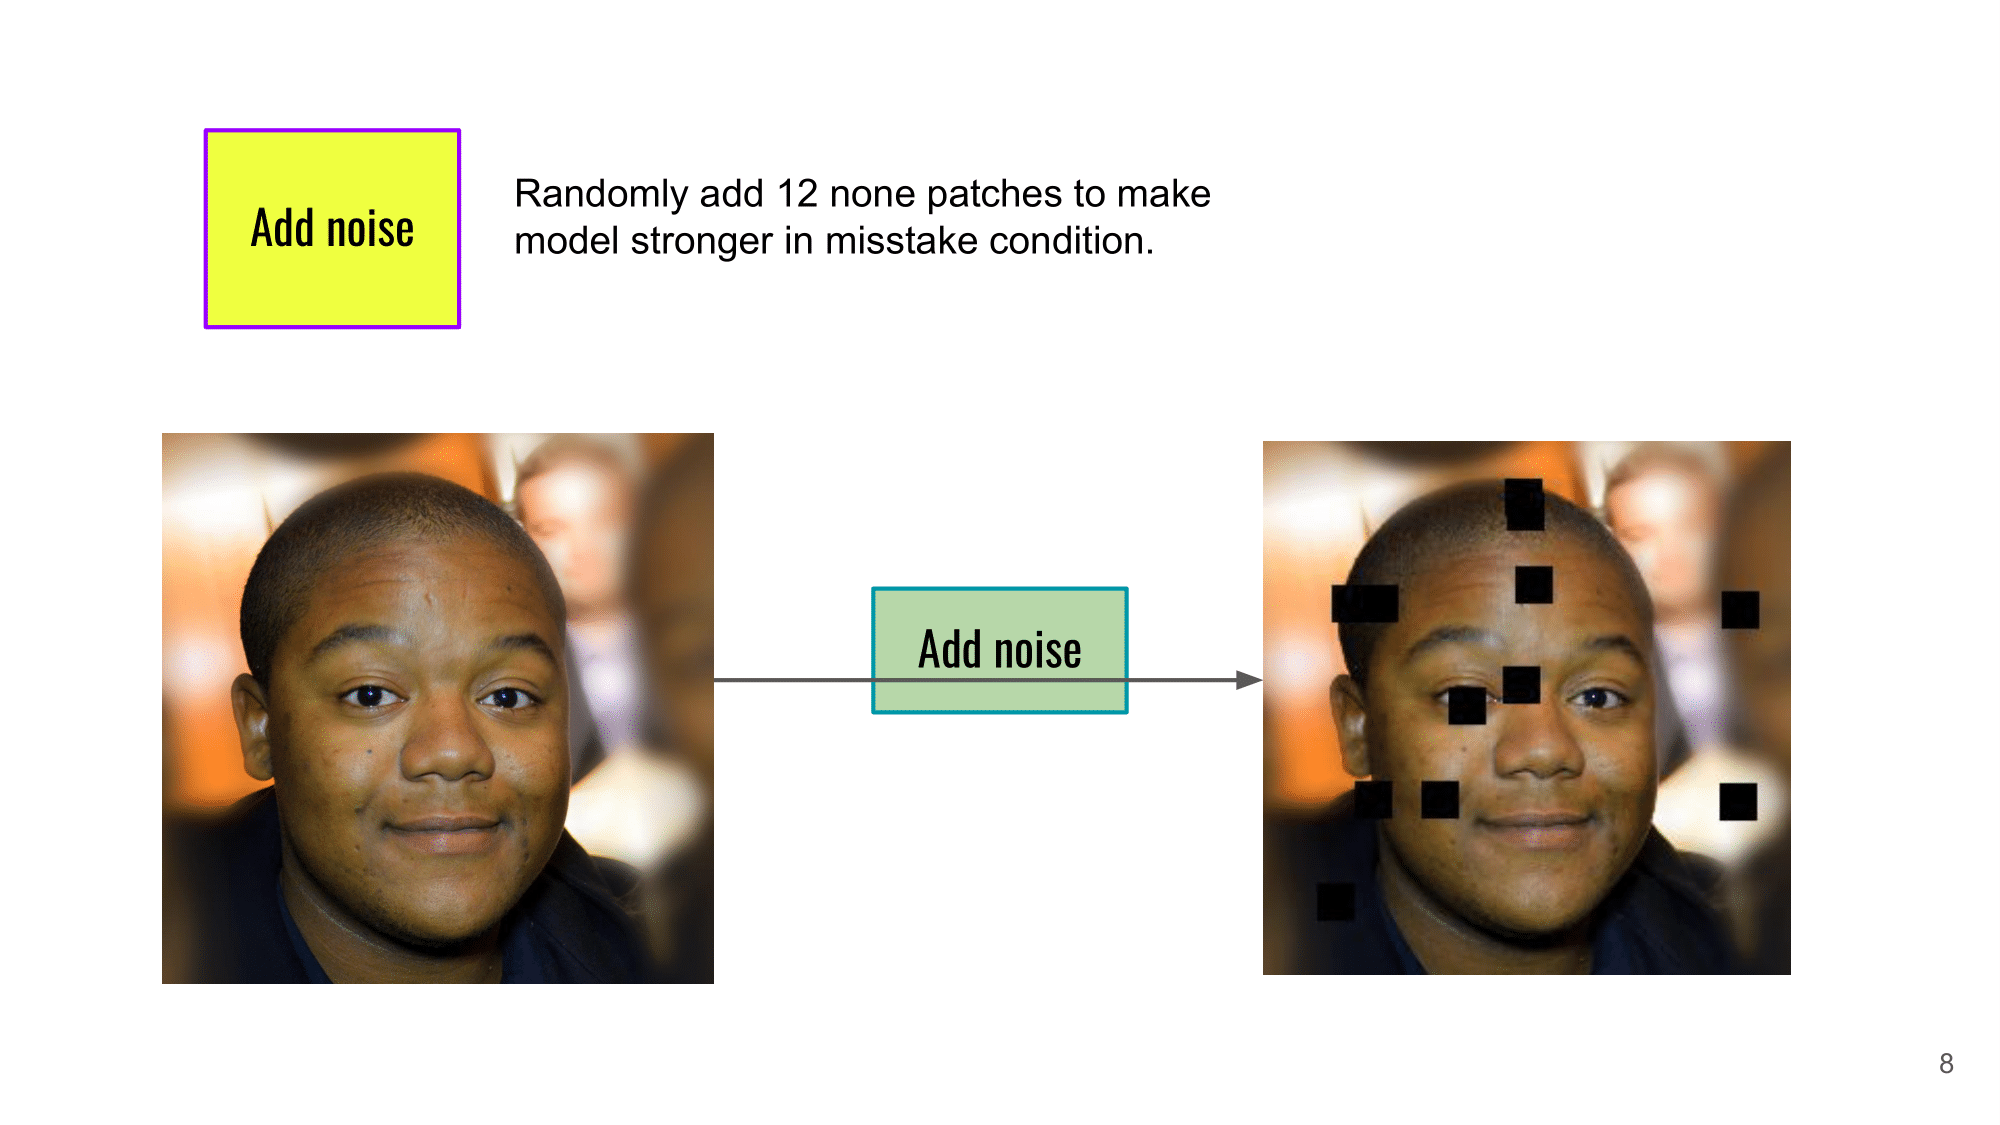 Add noise
Randomly add 12 none patches to make
model stronger in misstake condition.
Add noise
8